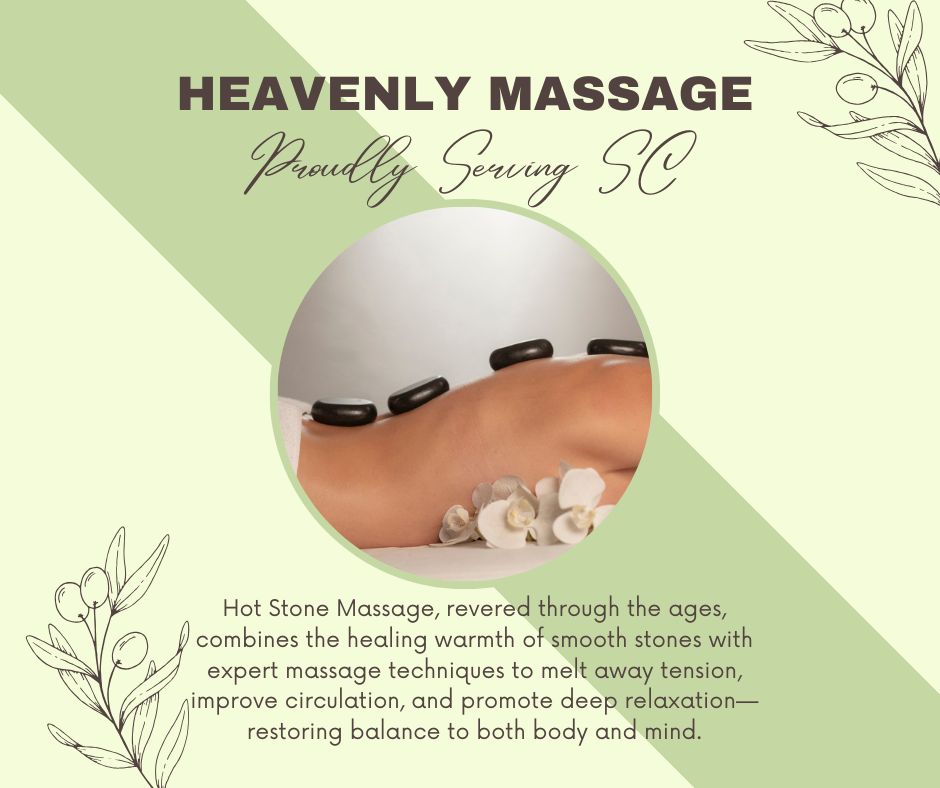 HEAVENLY MASSAGE
Proudly Serving SC
Hot Stone Massage, revered through the ages,
combines the healing warmth of smooth stones with
expert massage techniques to melt away tension,
improve circulation, and promote deep relaxation—
restoring balance to both body and mind.